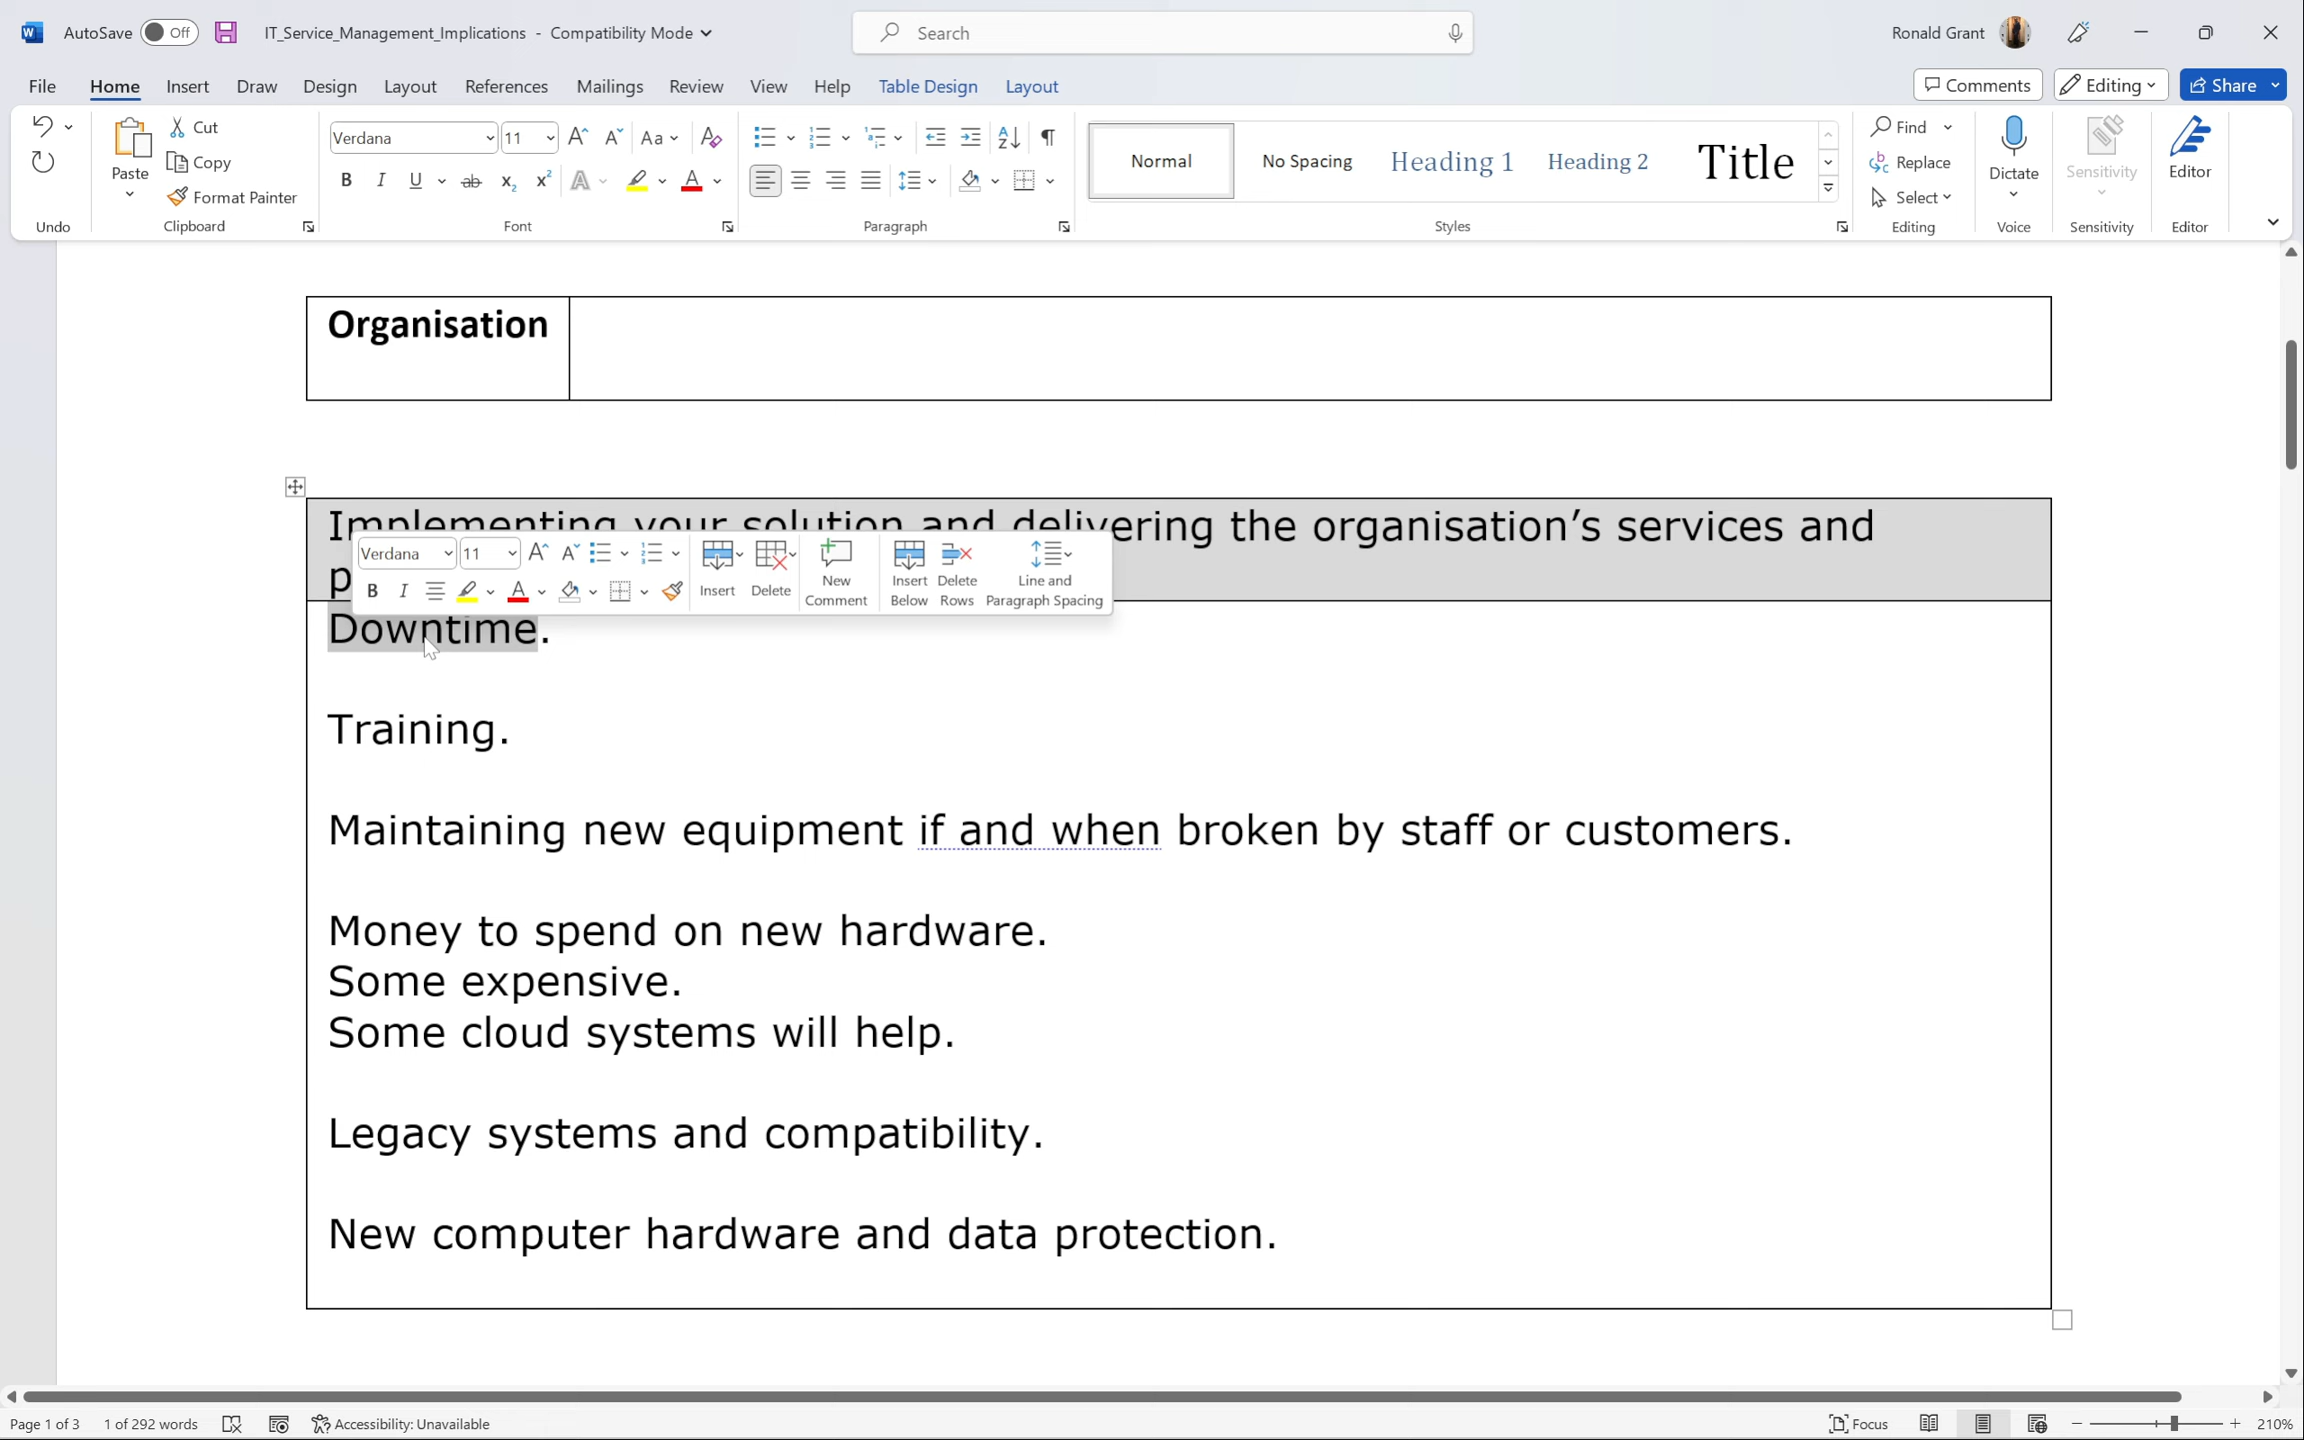 AutoSave Off IT_Service_Management_Implications - Compatibility Mode Search Ronald Grant
File Home Insert Draw Design Layout References Mailings Review View Help Table Design Layout Comments Editing Share
Paste Cut Copy Format Painter
Verdana 11 Aa
B I U ab x₂ x² A A
Normal No Spacing Heading 1 Heading 2 Title
Find Replace Select
Dictate Sensitivity Editor
Undo Clipboard Font Paragraph Styles Editing Voice Sensitivity Editor
Organisation
Implementing your solution and delivering the organisation’s services and
p
Verdana 11
B I A
Insert Delete New Comment Insert Below Delete Rows Line and Paragraph Spacing
Downtime.
Training.
Maintaining new equipment if and when broken by staff or customers.
Money to spend on new hardware.
Some expensive.
Some cloud systems will help.
Legacy systems and compatibility.
New computer hardware and data protection.
Page 1 of 3 1 of 292 words Accessibility: Unavailable Focus 210%